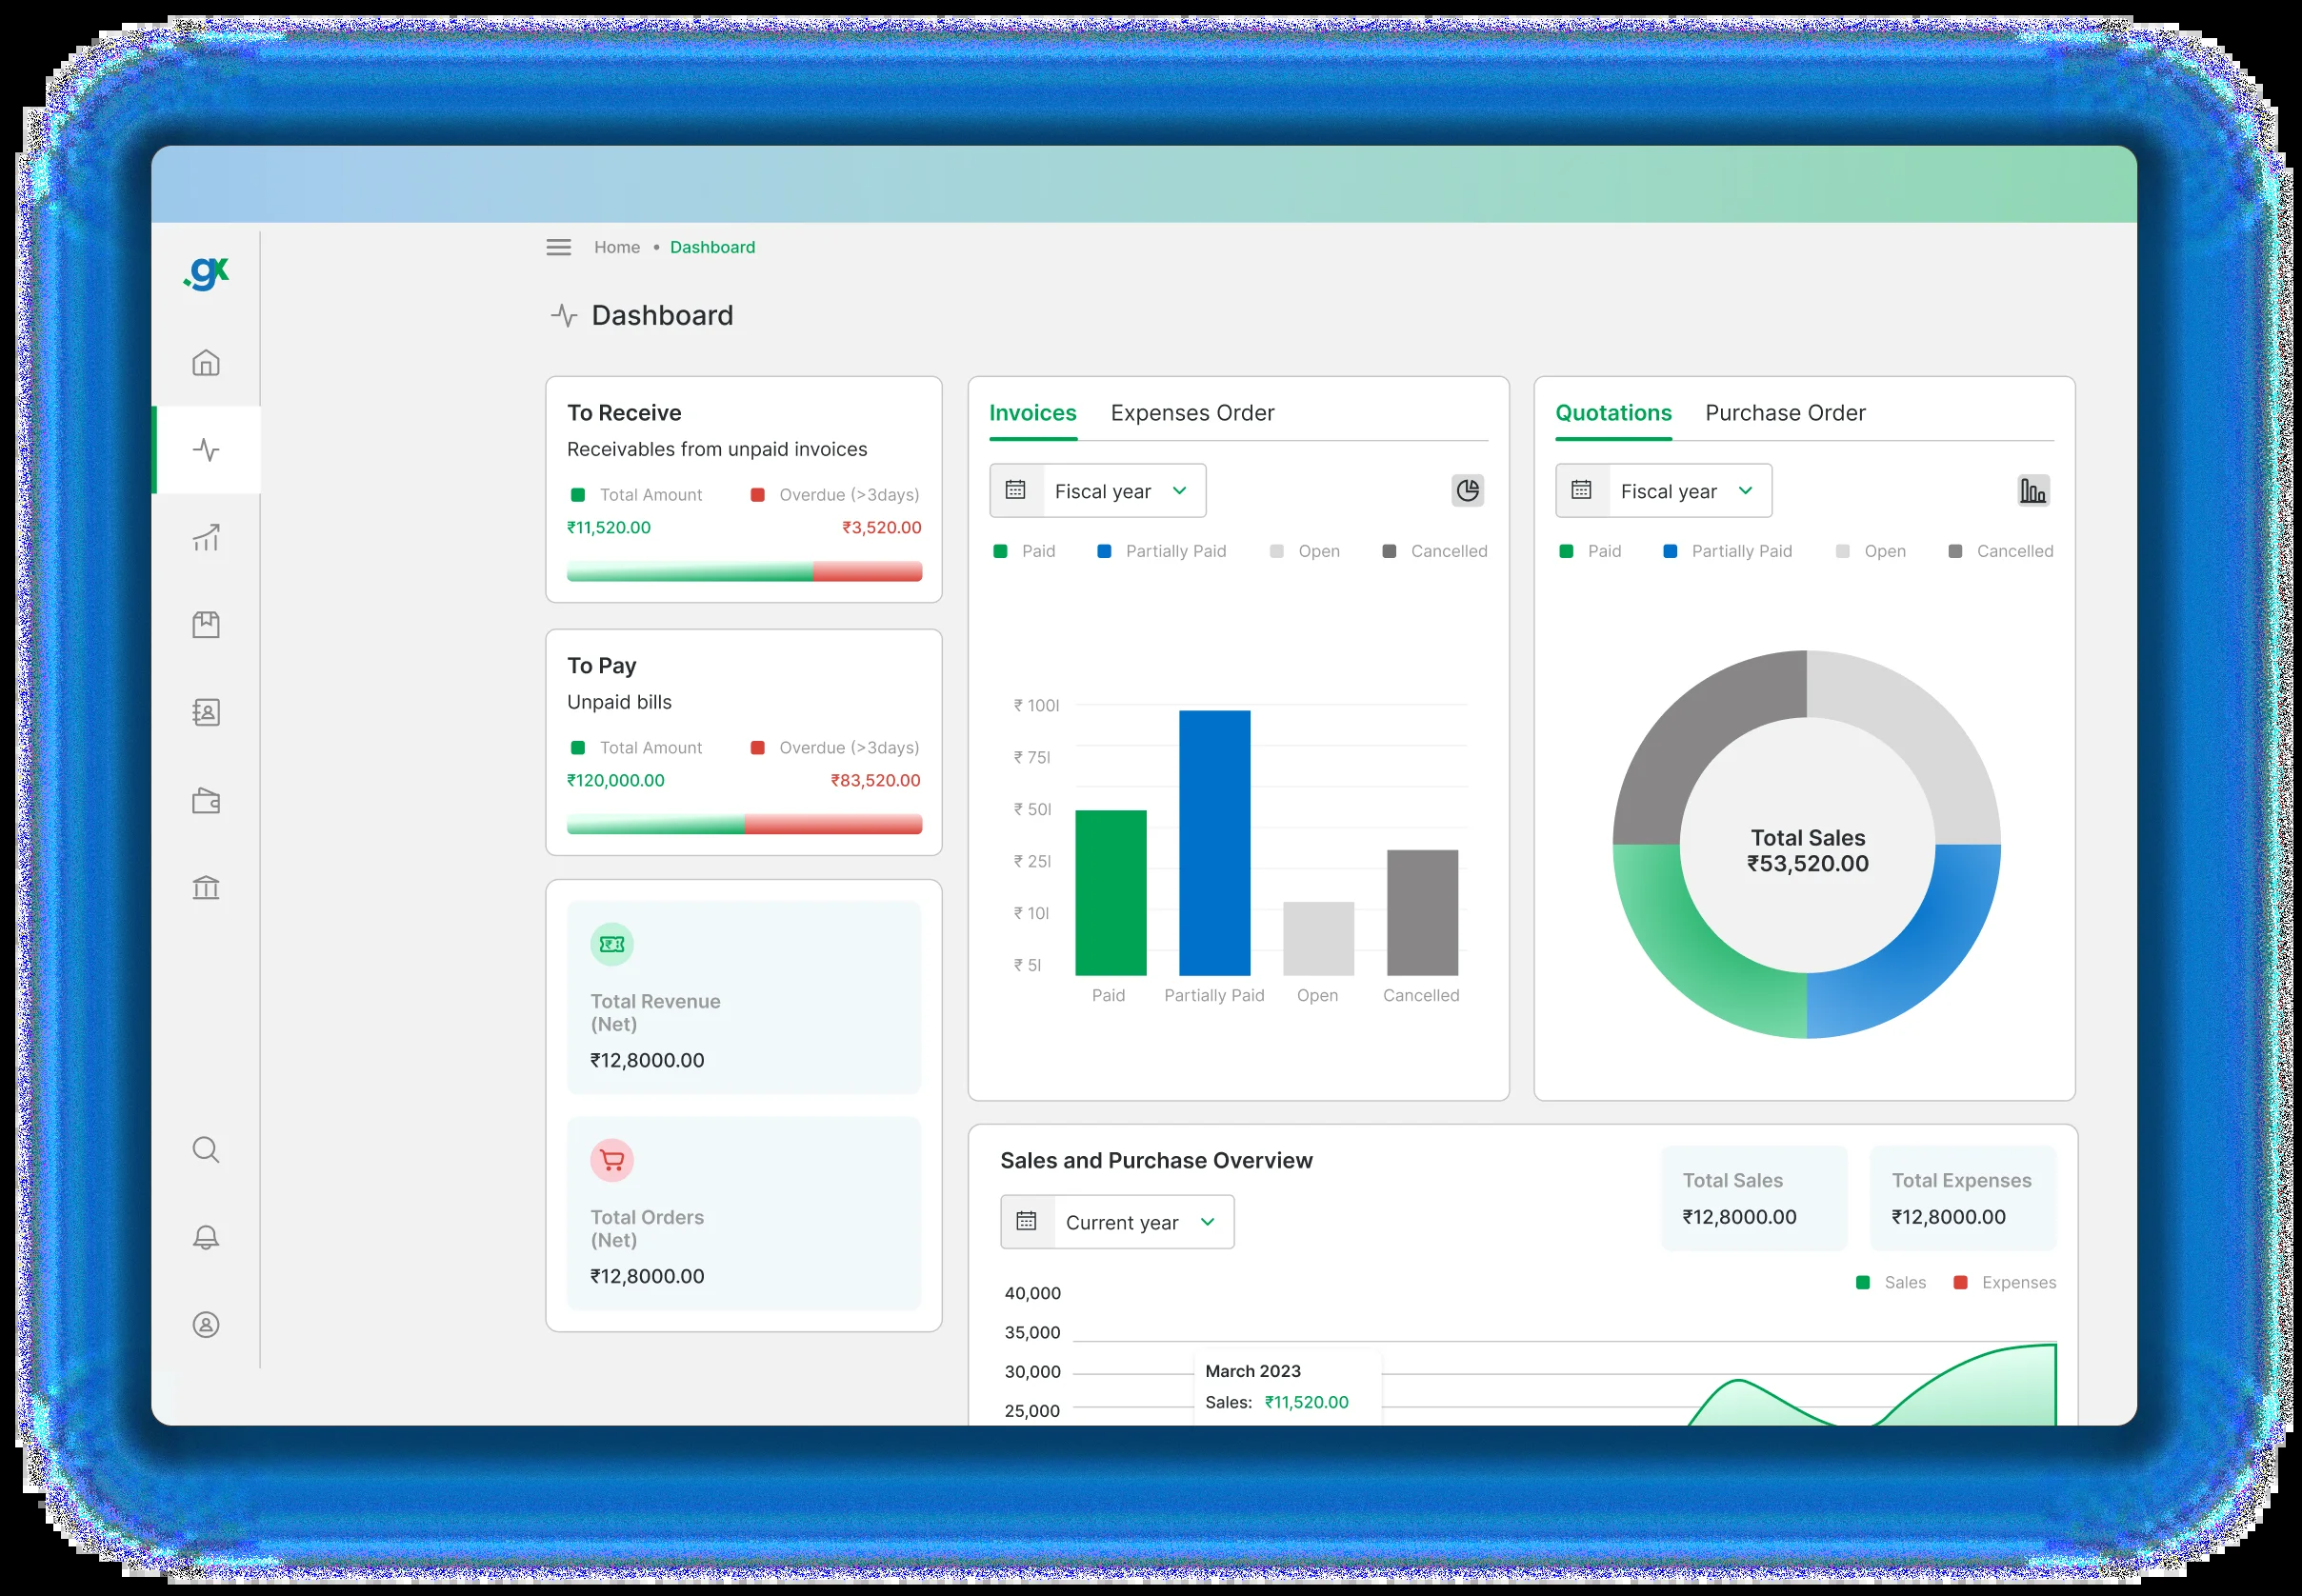 .gx
Home • Dashboard
Dashboard
To Receive
Receivables from unpaid invoices
Total Amount Overdue (>3days)
₹11,520.00 ₹3,520.00
To Pay
Unpaid bills
Total Amount Overdue (>3days)
₹120,000.00 ₹83,520.00
Total Revenue
(Net)
₹12,8000.00
Total Orders
(Net)
₹12,8000.00
Invoices Expenses Order
Fiscal year
Paid Partially Paid Open Cancelled
₹ 100l
₹ 75l
₹ 50l
₹ 25l
₹ 10l
₹ 5l
Paid Partially Paid Open Cancelled
Quotations Purchase Order
Fiscal year
Paid Partially Paid Open Cancelled
Total Sales
₹53,520.00
Sales and Purchase Overview
Current year
Total Sales
₹12,8000.00
Total Expenses
₹12,8000.00
Sales Expenses
40,000
35,000
30,000
25,000
March 2023
Sales: ₹11,520.00